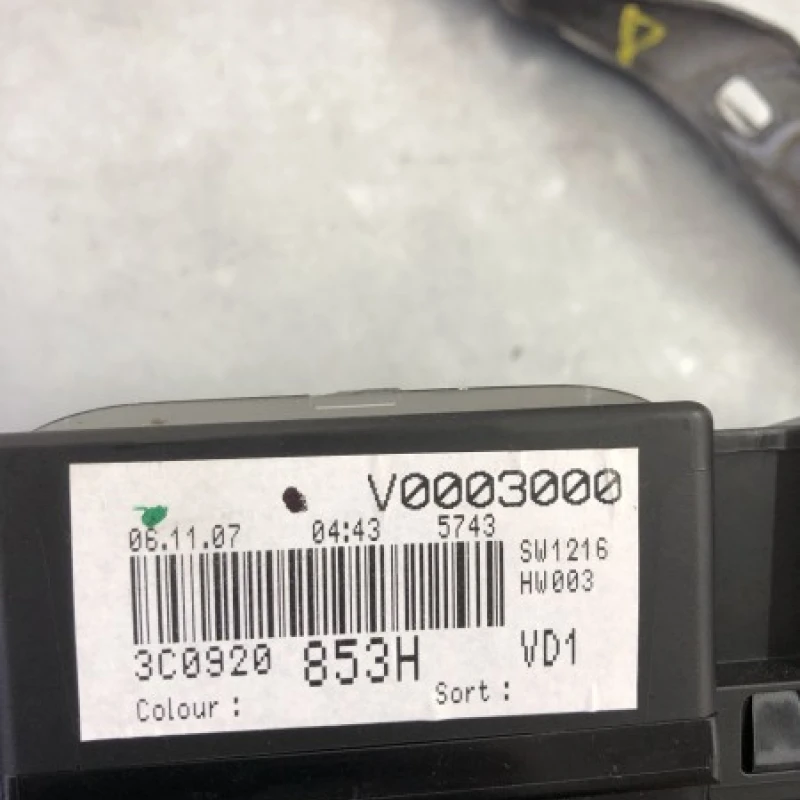 V0003000
06.11.07 04:43 5743
SW1216
HW003
3C0920 853H VD1
Colour : Sort :